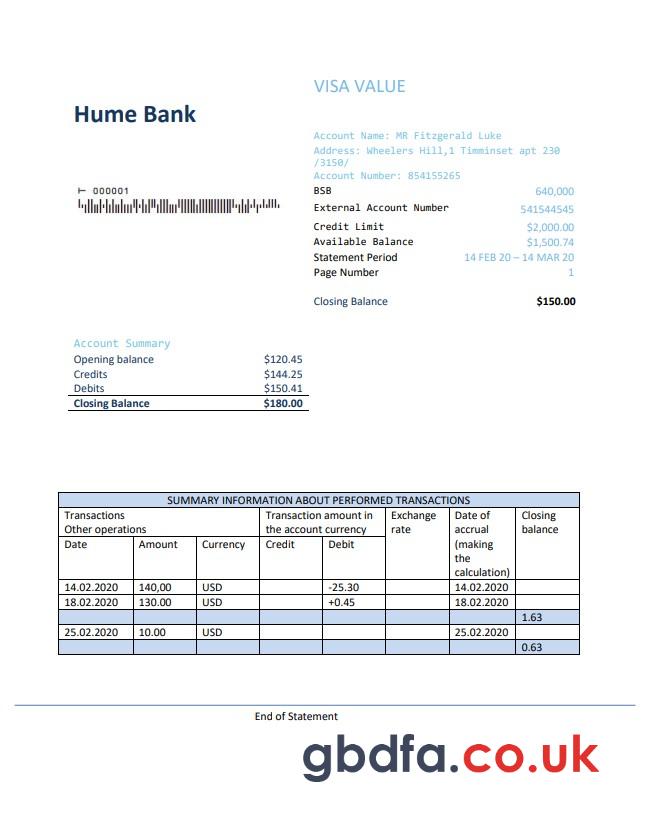 VISA VALUE
Hume Bank
Account Name: MR Fitzgerald Luke
Address: Wheelers Hill,1 Timminset apt 230
/3150/
Account Number: 854155265
⊢ 000001
BSB 640,000
External Account Number 541544545
Credit Limit $2,000.00
Available Balance $1,500.74
Statement Period 14 FEB 20 – 14 MAR 20
Page Number 1
Closing Balance $150.00
Account Summary
Opening balance $120.45
Credits $144.25
Debits $150.41
Closing Balance $180.00
SUMMARY INFORMATION ABOUT PERFORMED TRANSACTIONS
Transactions
Other operations
Transaction amount in
the account currency
Exchange
rate
Date of
accrual
(making
the
calculation)
Closing
balance
Date Amount Currency Credit Debit
14.02.2020 140,00 USD -25.30 14.02.2020
18.02.2020 130.00 USD +0.45 18.02.2020
1.63
25.02.2020 10.00 USD 25.02.2020
0.63
End of Statement
gbdfa.co.uk